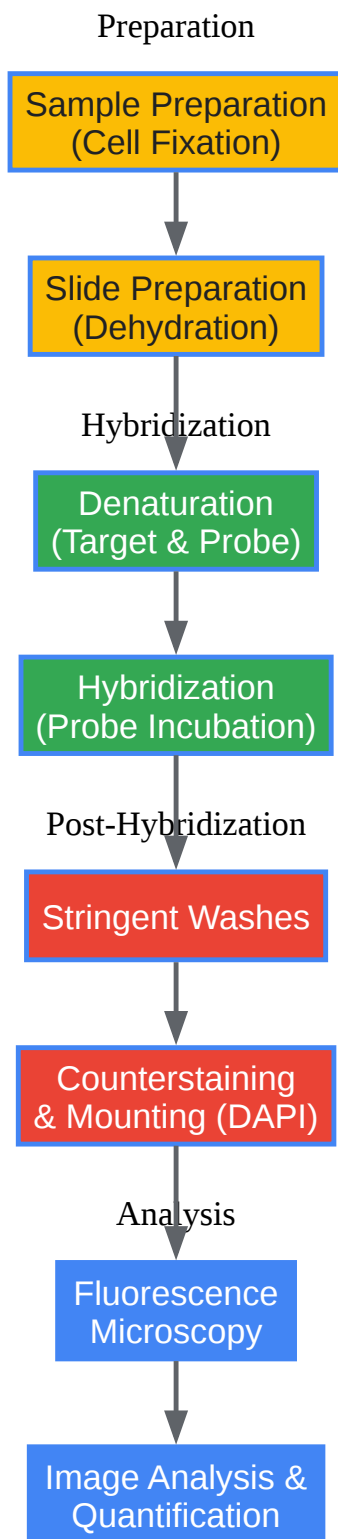 Preparation
Sample Preparation
(Cell Fixation)
Slide Preparation
(Dehydration)
Hybridization
Denaturation
(Target & Probe)
Hybridization
(Probe Incubation)
Post-Hybridization
Stringent Washes
Counterstaining
& Mounting (DAPI)
Analysis
Fluorescence
Microscopy
Image Analysis &
Quantification